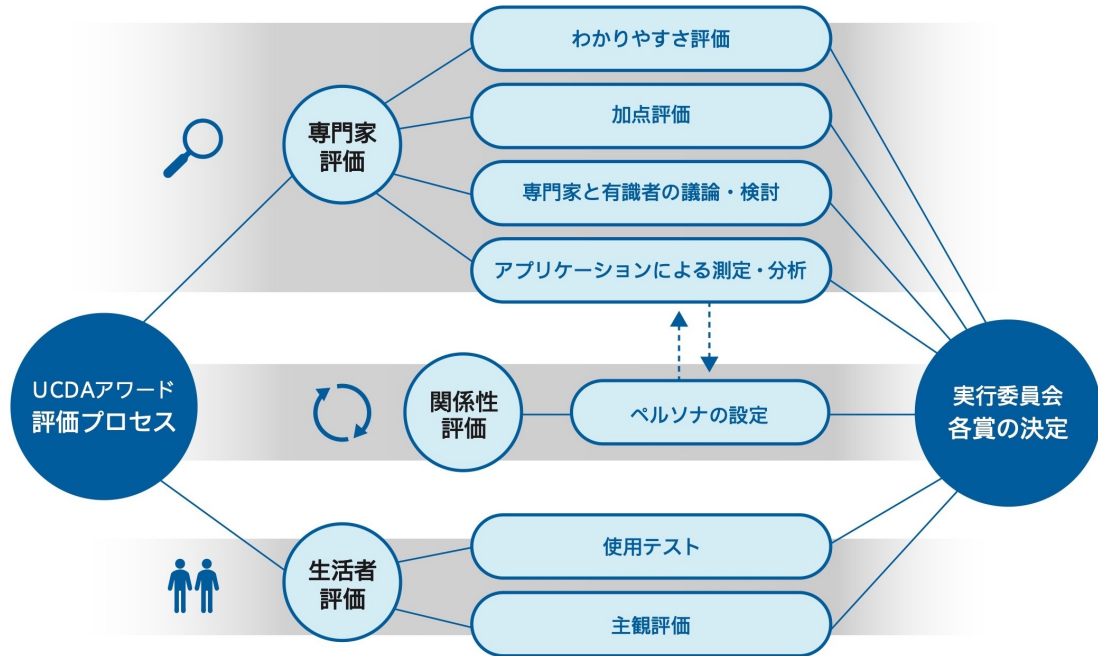 UCDAアワード
評価プロセス
専門家
評価
わかりやすさ評価
加点評価
専門家と有識者の議論・検討
アプリケーションによる測定・分析
関係性
評価
ペルソナの設定
生活者
評価
使用テスト
主観評価
実行委員会
各賞の決定